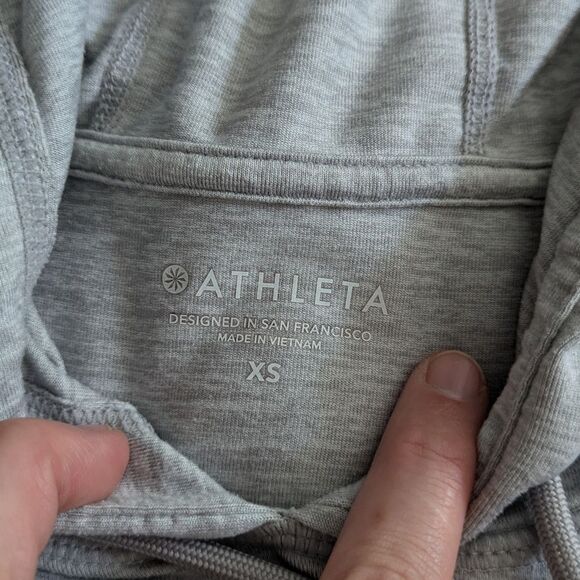 ATHLETA
DESIGNED IN SAN FRANCISCO
MADE IN VIETNAM
XS